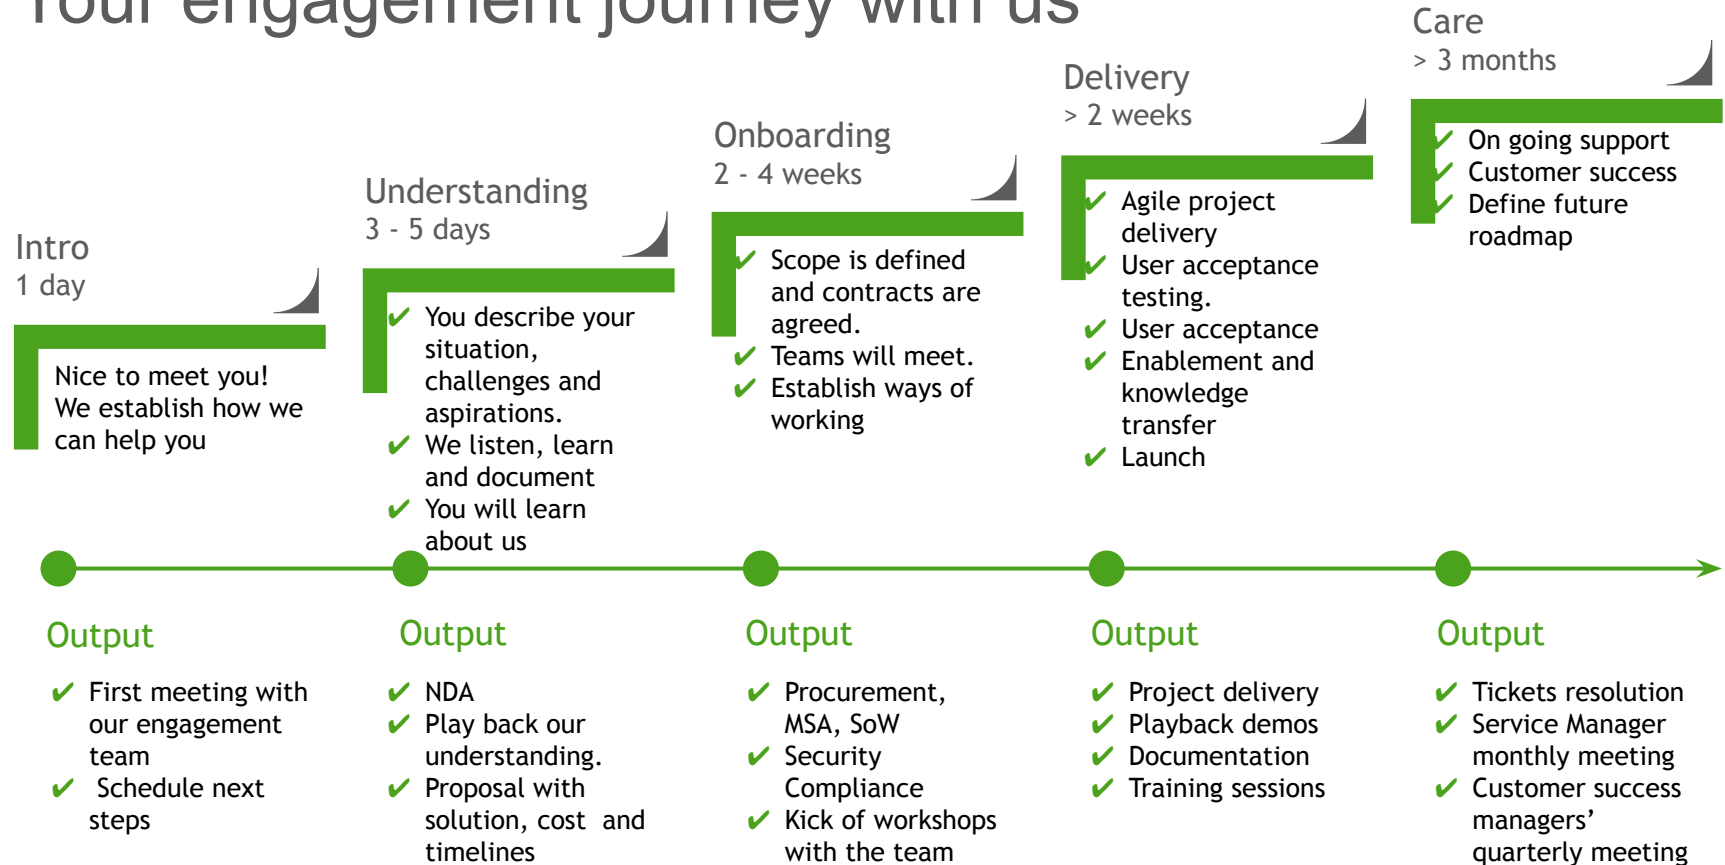 Your engagement journey with us
Intro
1 day
Nice to meet you!
We establish how we
can help you
Understanding
3 - 5 days
You describe your
situation,
challenges and
aspirations.
We listen, learn
and document
You will learn
about us
Onboarding
2 - 4 weeks
Scope is defined
and contracts are
agreed.
Teams will meet.
Establish ways of
working
Delivery
> 2 weeks
Agile project
delivery
User acceptance
testing.
User acceptance
Enablement and
knowledge
transfer
Launch
Care
> 3 months
On going support
Customer success
Define future
roadmap
Output
First meeting with
our engagement
team
Schedule next
steps
Output
NDA
Play back our
understanding.
Proposal with
solution, cost and
timelines
Output
Procurement,
MSA, SoW
Security
Compliance
Kick of workshops
with the team
Output
Project delivery
Playback demos
Documentation
Training sessions
Output
Tickets resolution
Service Manager
monthly meeting
Customer success
managers’
quarterly meeting